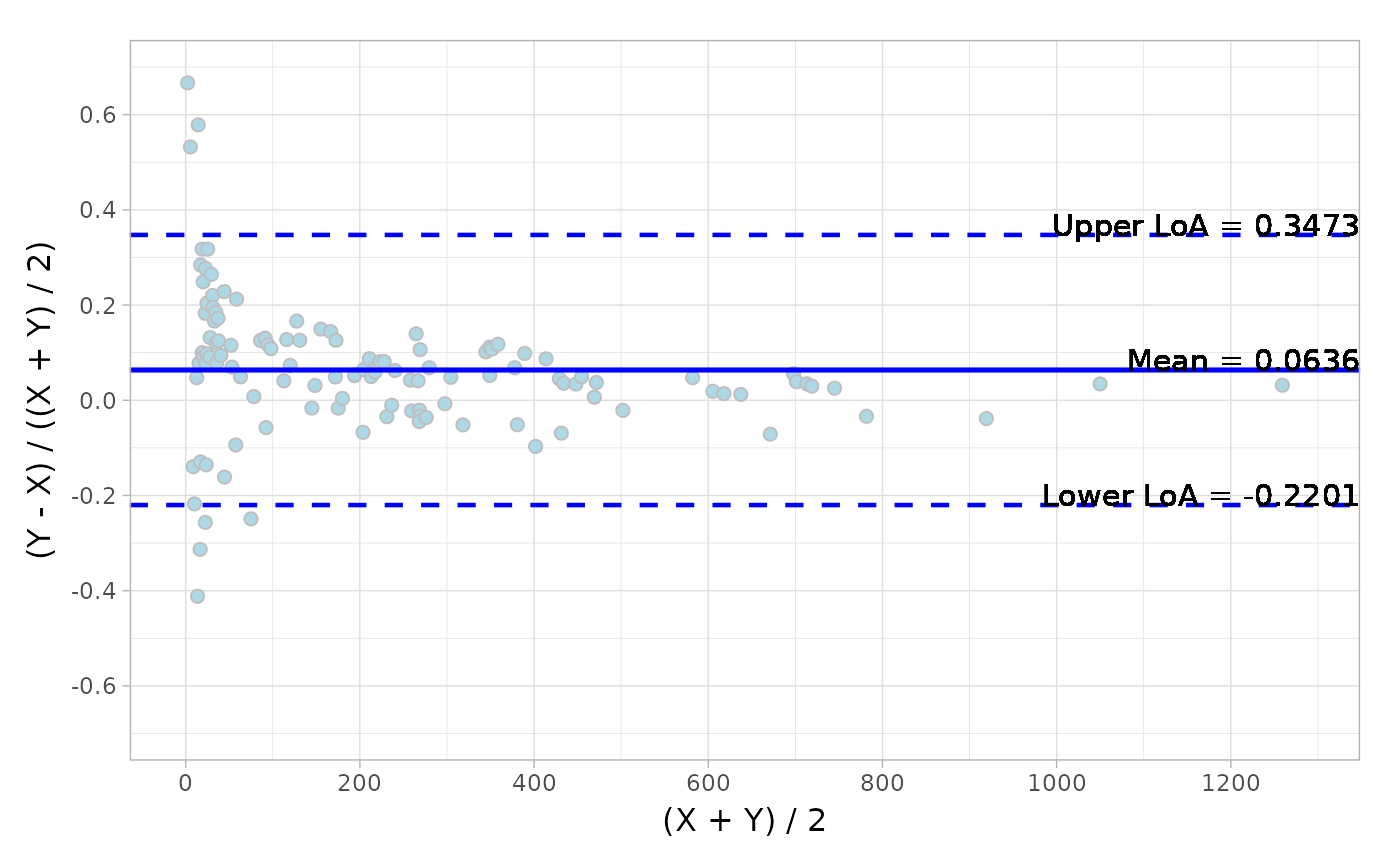 0.6
0.4
Upper LoA = 0.3473
0.2
Mean = 0.0636
0.0
-0.2
Lower LoA = -0.2201
-0.4
-0.6
(Y - X) / ((X + Y) / 2)
0 200 400 600 800 1000 1200
(X + Y) / 2